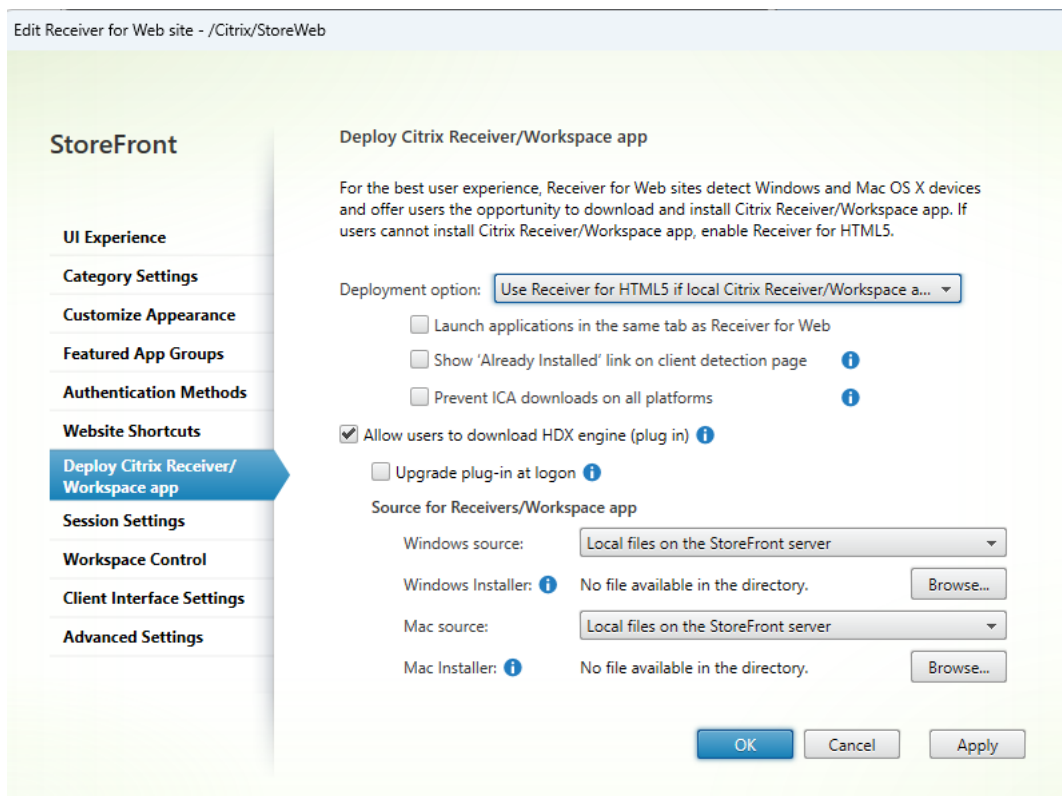 Edit Receiver for Web site - /Citrix/StoreWeb
StoreFront
UI Experience
Category Settings
Customize Appearance
Featured App Groups
Authentication Methods
Website Shortcuts
Deploy Citrix Receiver/
Workspace app
Session Settings
Workspace Control
Client Interface Settings
Advanced Settings
Deploy Citrix Receiver/Workspace app
For the best user experience, Receiver for Web sites detect Windows and Mac OS X devices
and offer users the opportunity to download and install Citrix Receiver/Workspace app. If
users cannot install Citrix Receiver/Workspace app, enable Receiver for HTML5.
Deployment option: Use Receiver for HTML5 if local Citrix Receiver/Workspace a...
Launch applications in the same tab as Receiver for Web
Show 'Already Installed' link on client detection page
Prevent ICA downloads on all platforms
Allow users to download HDX engine (plug in)
Upgrade plug-in at logon
Source for Receivers/Workspace app
Windows source: Local files on the StoreFront server
Windows Installer: No file available in the directory. Browse...
Mac source: Local files on the StoreFront server
Mac Installer: No file available in the directory. Browse...
OK Cancel Apply